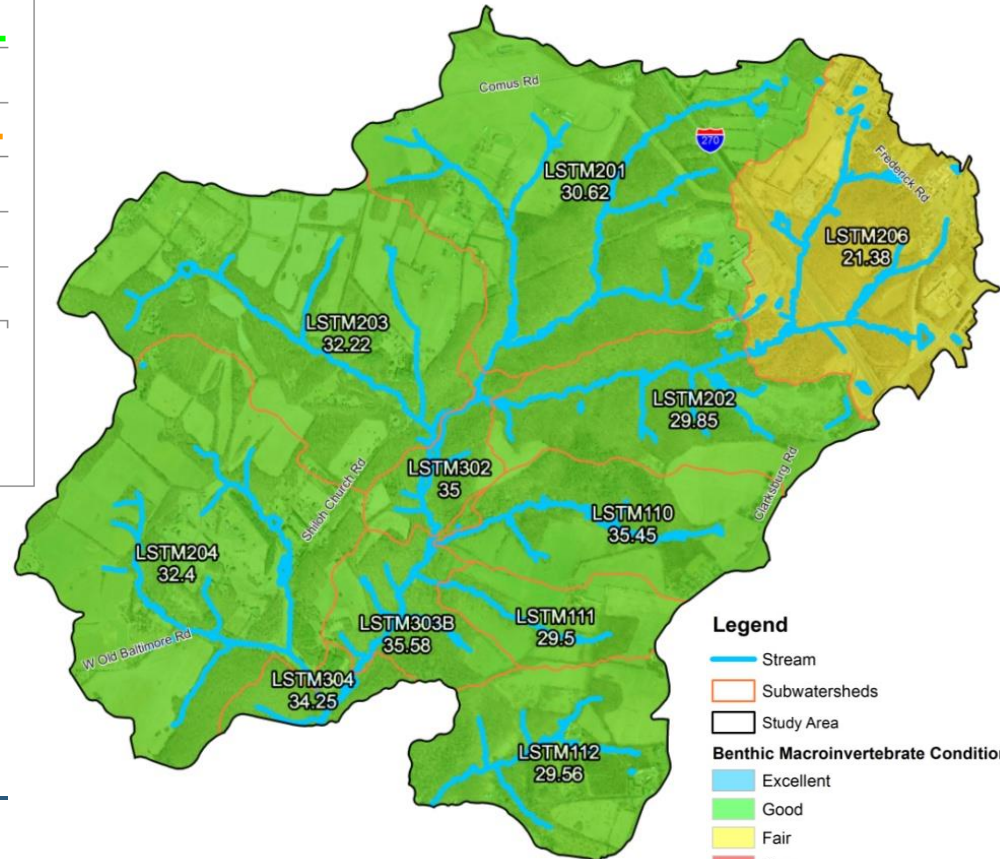 Comus Rd
270
LSTM201
30.62
Frederick Rd
LSTM206
21.38
LSTM203
32.22
LSTM202
29.85
LSTM302
35
Shiloh Church Rd
Clarksburg Rd
LSTM110
35.45
LSTM204
32.4
LSTM303B
35.58
LSTM111
29.5
W Old Baltimore Rd
LSTM304
34.25
LSTM112
29.56
Legend
Stream
Subwatersheds
Study Area
Benthic Macroinvertebrate Condition
Excellent
Good
Fair